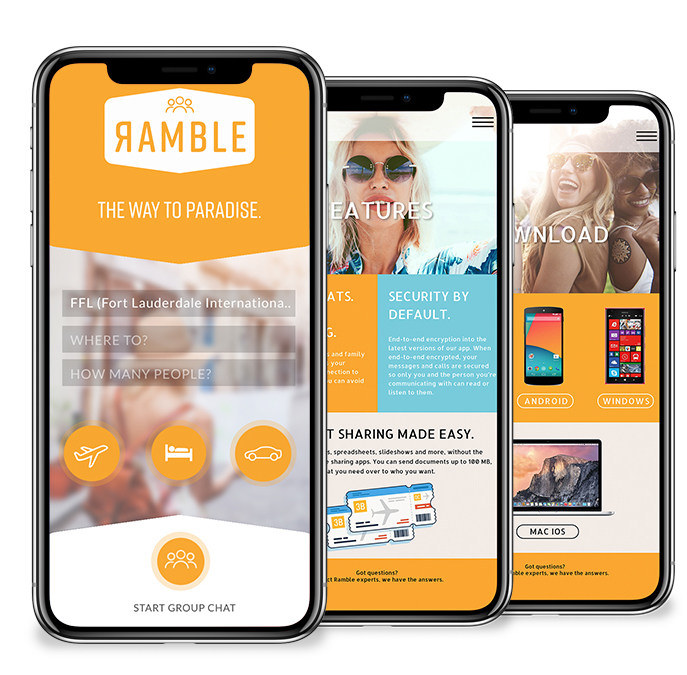 ЯAMBLE
THE WAY TO PARADISE.
FFL (Fort Lauderdale Internationa..
WHERE TO?
HOW MANY PEOPLE?
START GROUP CHAT
EATURES
ATS.
G.
s and family
your
nection to
ou can avoid
SECURITY BY
DEFAULT.
End-to-end encryption into the
latest versions of our app. When
end-to-end encrypted, your
messages and calls are secured
so only you and the person you're
communicating with can read or
listen to them.
T SHARING MADE EASY.
s, spreadsheets, slideshows and more, without the
e sharing apps. You can send documents up to 100 MB,
at you need over to who you want.
38
38
Got questions?
ct Ramble experts, we have the answers.
WNLOAD
ANDROID
WINDOWS
MAC IOS
Got questions?
ct Ramble experts, we have the answers.